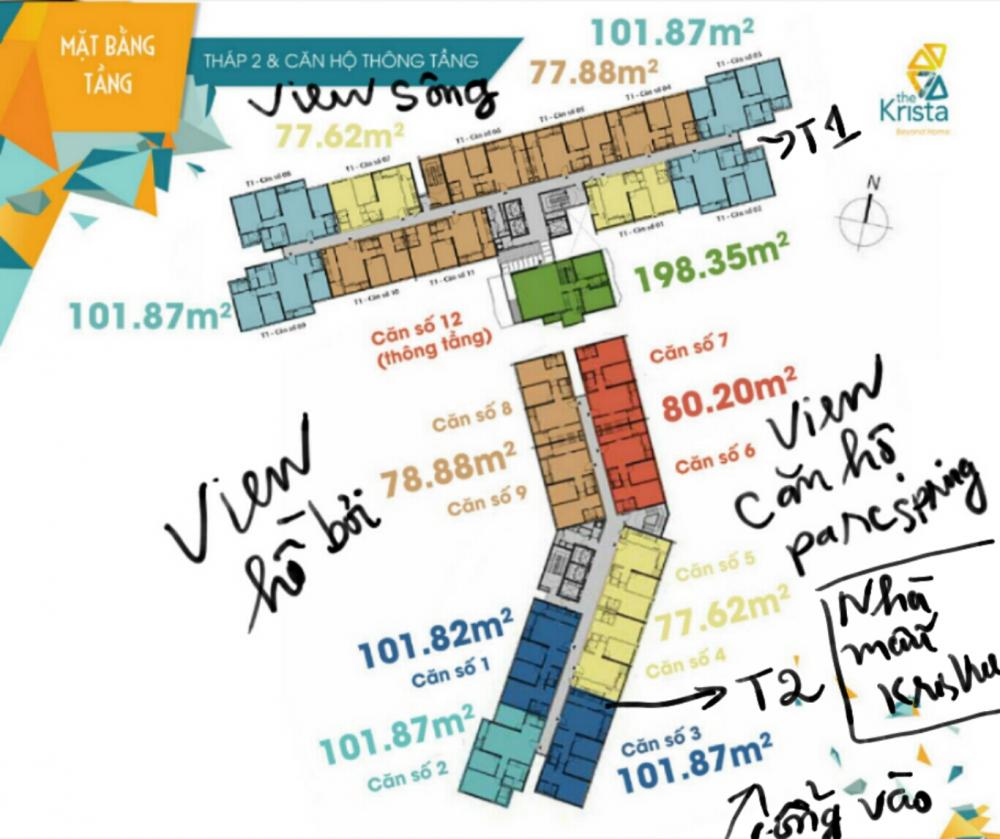 MẶT BẰNG
TẦNG
THÁP 2 & CĂN HỘ THÔNG TẦNG
101.87m²
77.88m²
View sông
77.62m²
the
Krista
Beyond Home
T1 - Căn số 03
T1 - Căn số 04
T1 - Căn số 05
T1 - Căn số 06
T1 - Căn số 07
T1 - Căn số 08
→ T1
N
T1 - Căn số 02
T1 - Căn số 01
T1 - Căn số 11
T1 - Căn số 10
T1 - Căn số 09
198.35m²
101.87m²
Căn số 12
(thông tầng)
Căn số 7
80.20m²
Căn số 6
Căn số 8
78.88m²
Căn số 9
View
hồ bơi
View
căn hộ
parcspring
Căn số 5
77.62m²
Căn số 4
Nhà
mẫu
Krista
101.82m²
Căn số 1
→ T2
101.87m²
Căn số 2
Căn số 3
101.87m²
cổng vào